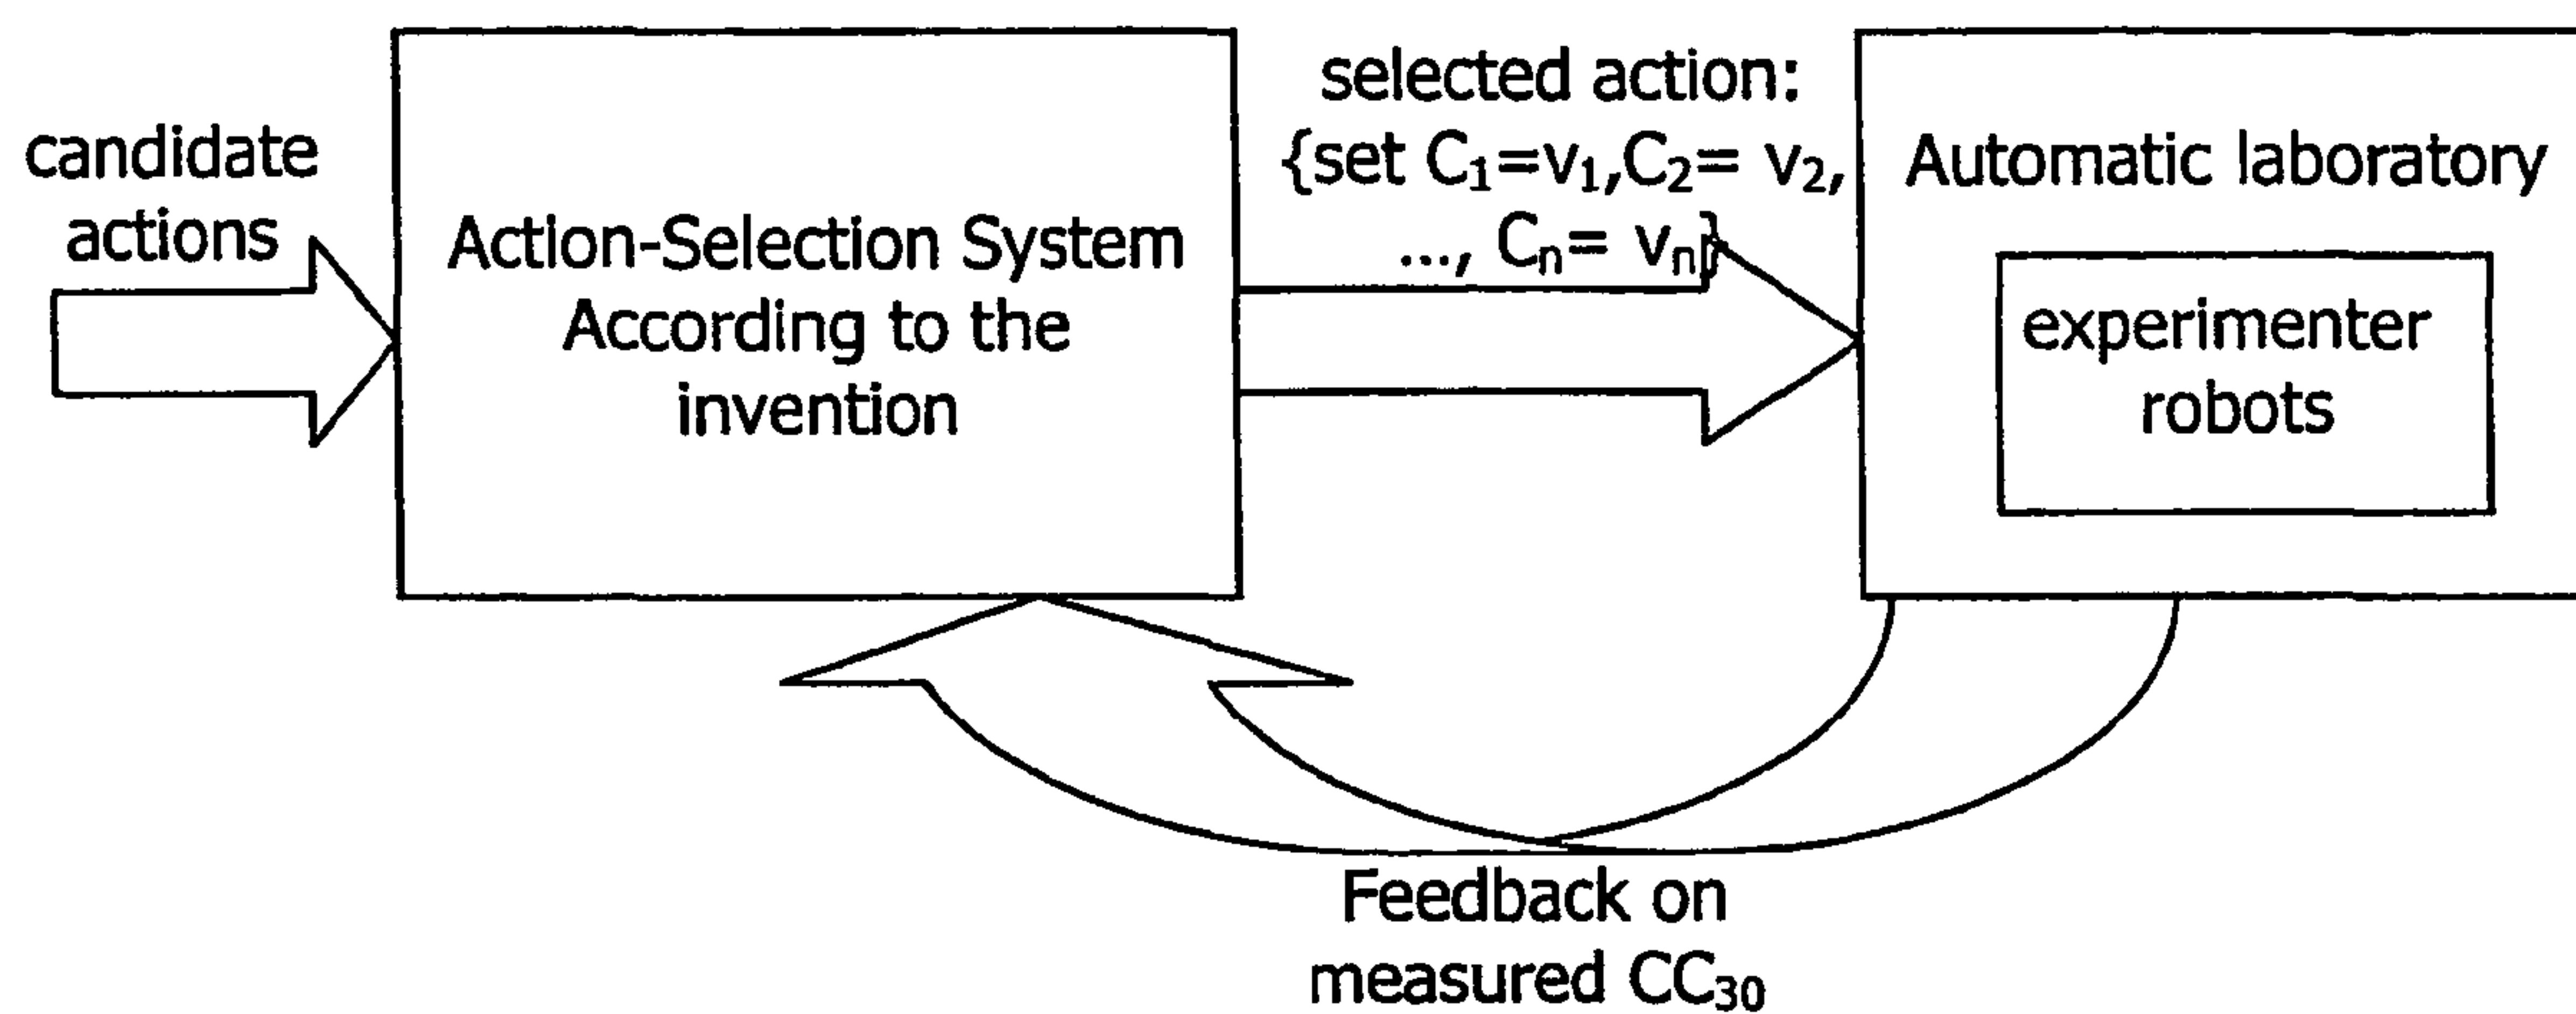 candidate
actions
Action-Selection System
According to the
invention
selected action:
{set C₁=v₁,C₂= v₂,
..., Cₙ= vₙ}
Automatic laboratory
experimenter
robots
Feedback on
measured CC₃₀